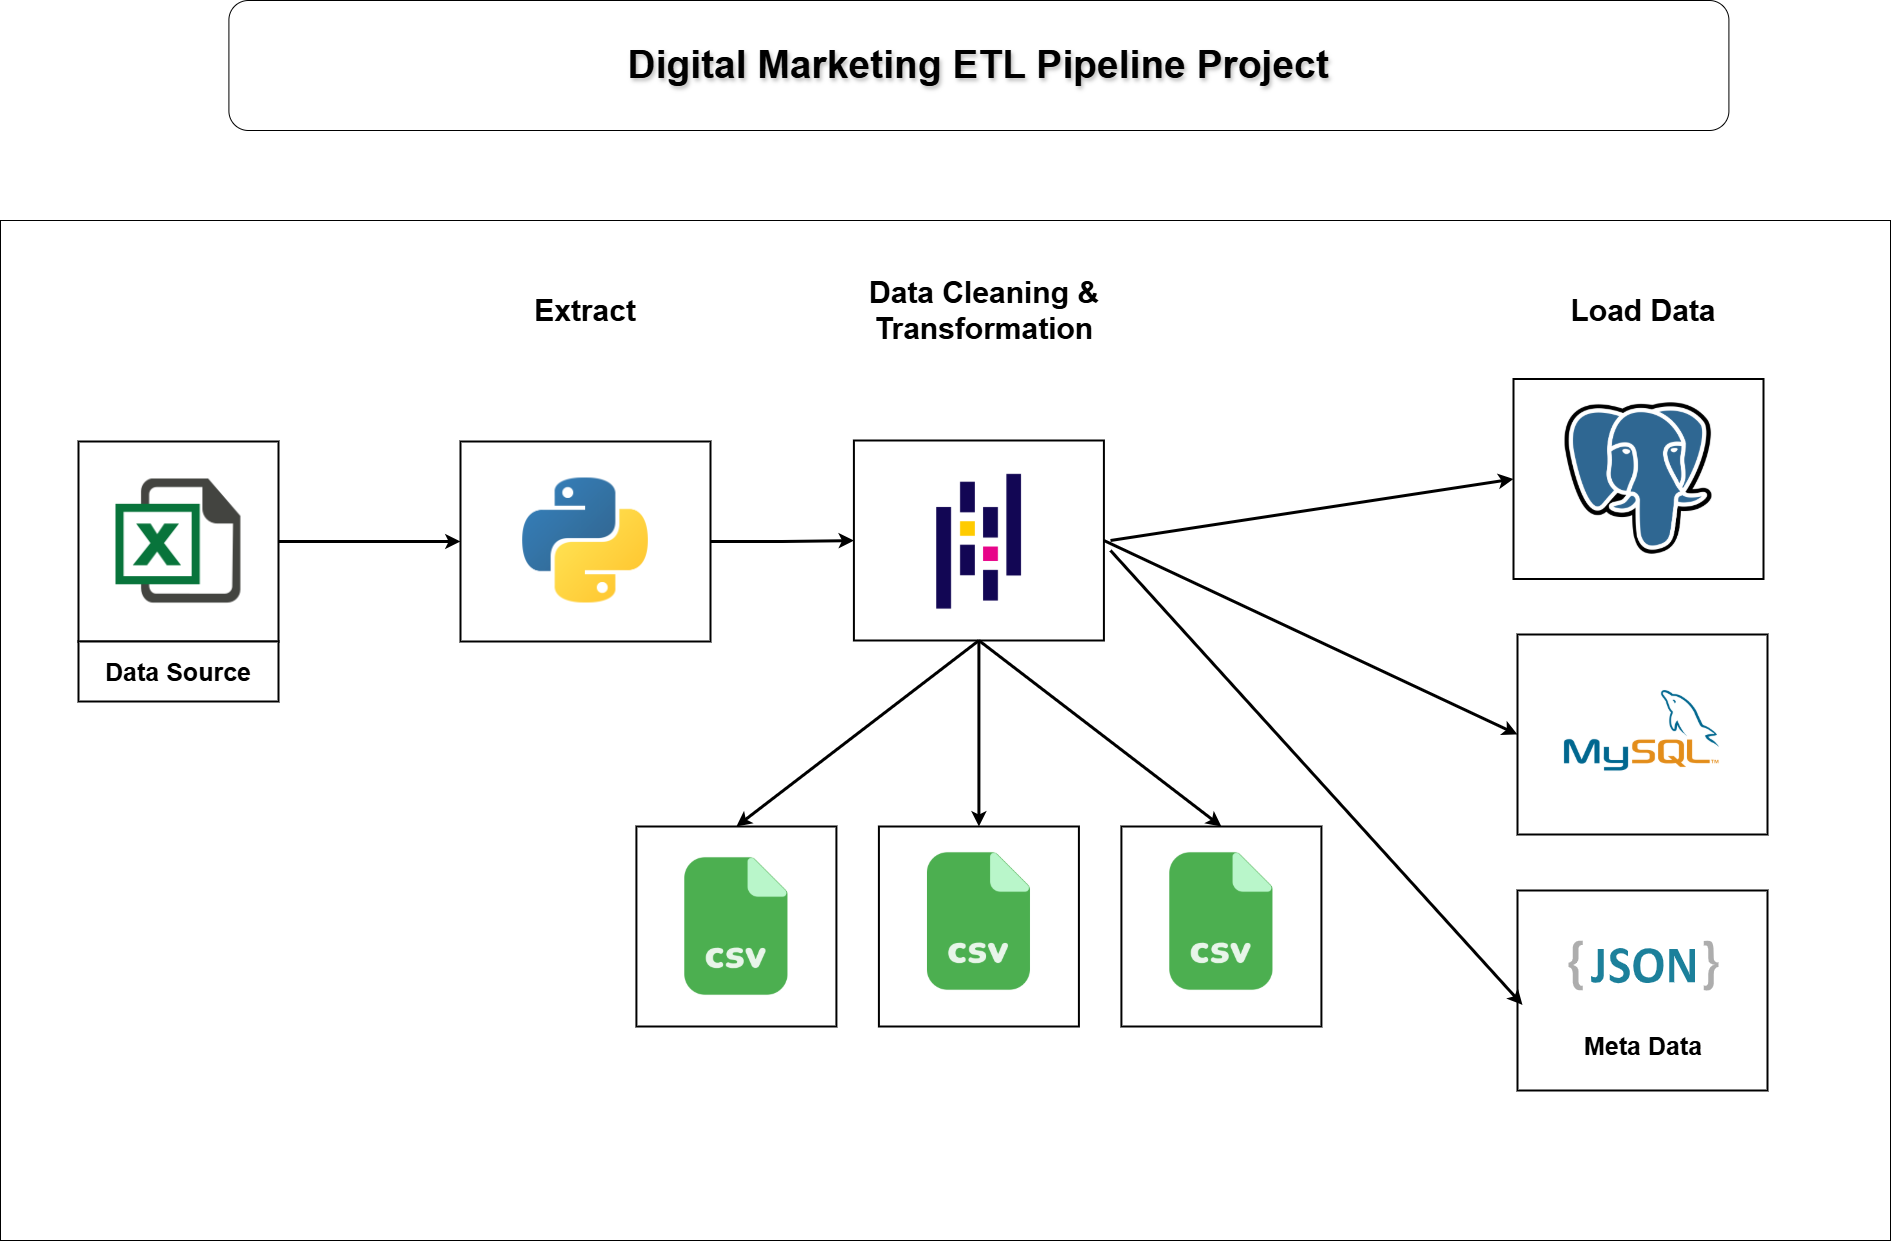 Digital Marketing ETL Pipeline Project
Extract
Data Cleaning &
Transformation
Load Data
X
Data Source
MySQL™
csv
csv
csv
{JSON}
Meta Data